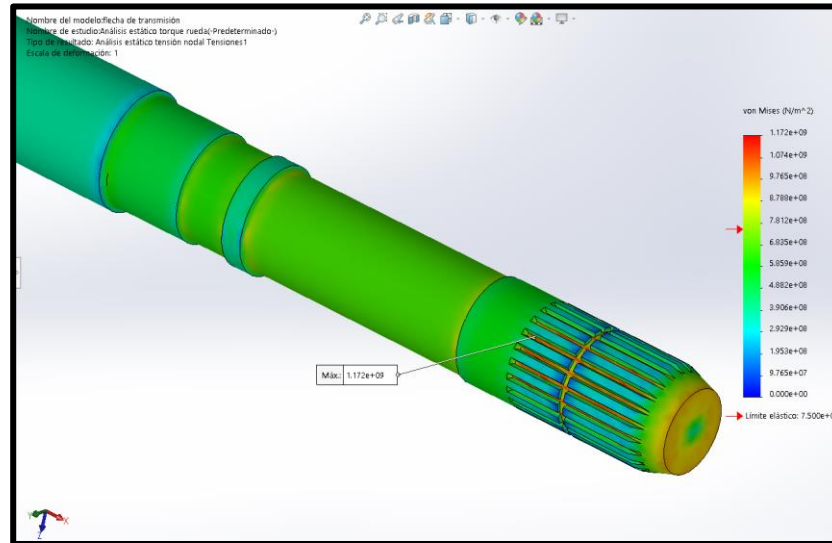 Nombre del modelo:flecha de transmisión
Nombre de estudio:Análisis estático torque rueda(-Predeterminado-)
Tipo de resultado: Análisis estático tensión nodal Tensiones1
Escala de deformación: 1
von Mises (N/m^2)
1.172e+09
1.074e+09
9.765e+08
8.788e+08
7.812e+08
6.835e+08
5.859e+08
4.882e+08
3.906e+08
2.929e+08
1.953e+08
9.765e+07
0.000e+00
Límite elástico: 7.500e+0
Máx.: 1.172e+09
Y
X
Z